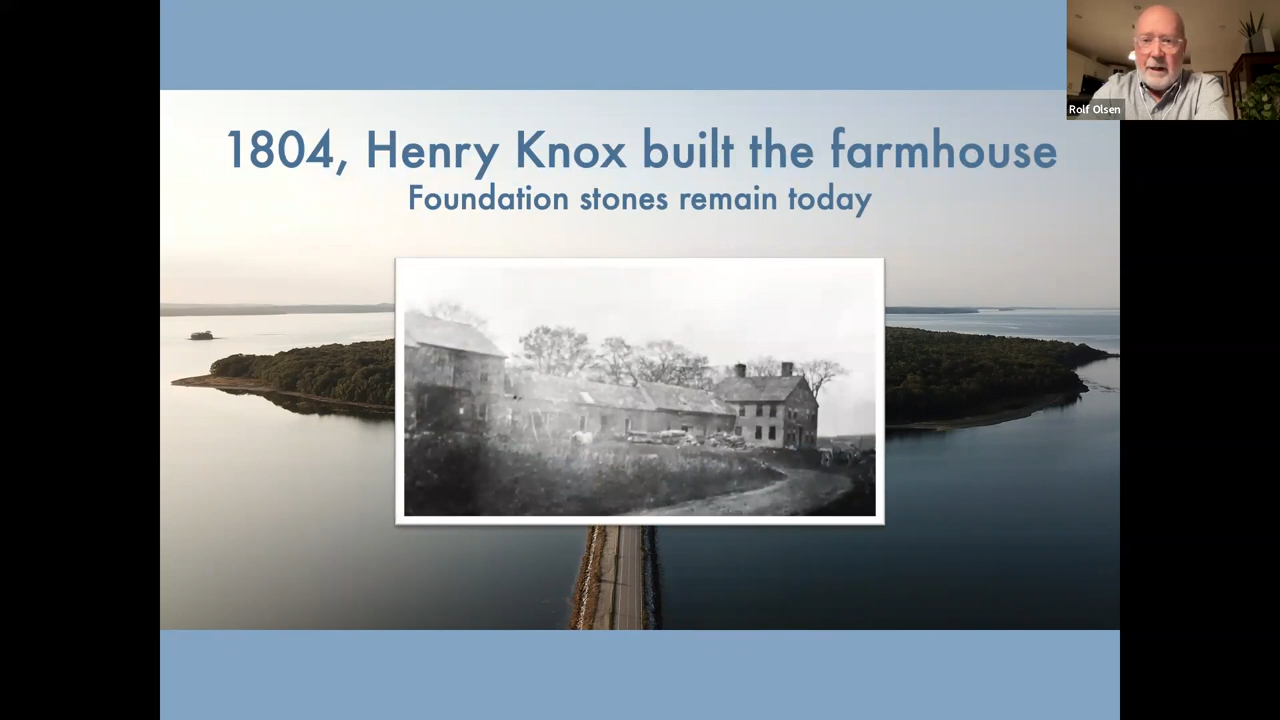 1804, Henry Knox built the farmhouse
Foundation stones remain today
Rolf Olsen